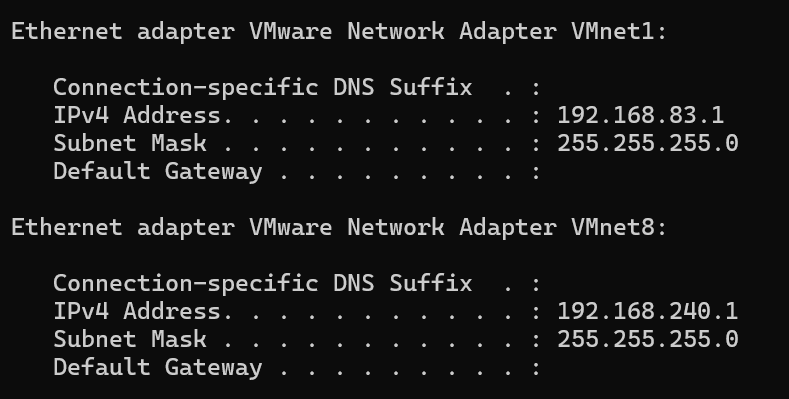 Ethernet adapter VMware Network Adapter VMnet1:
Connection-specific DNS Suffix  . :
IPv4 Address. . . . . . . . . . . : 192.168.83.1
Subnet Mask . . . . . . . . . . . : 255.255.255.0
Default Gateway . . . . . . . . . :
Ethernet adapter VMware Network Adapter VMnet8:
Connection-specific DNS Suffix  . :
IPv4 Address. . . . . . . . . . . : 192.168.240.1
Subnet Mask . . . . . . . . . . . : 255.255.255.0
Default Gateway . . . . . . . . . :